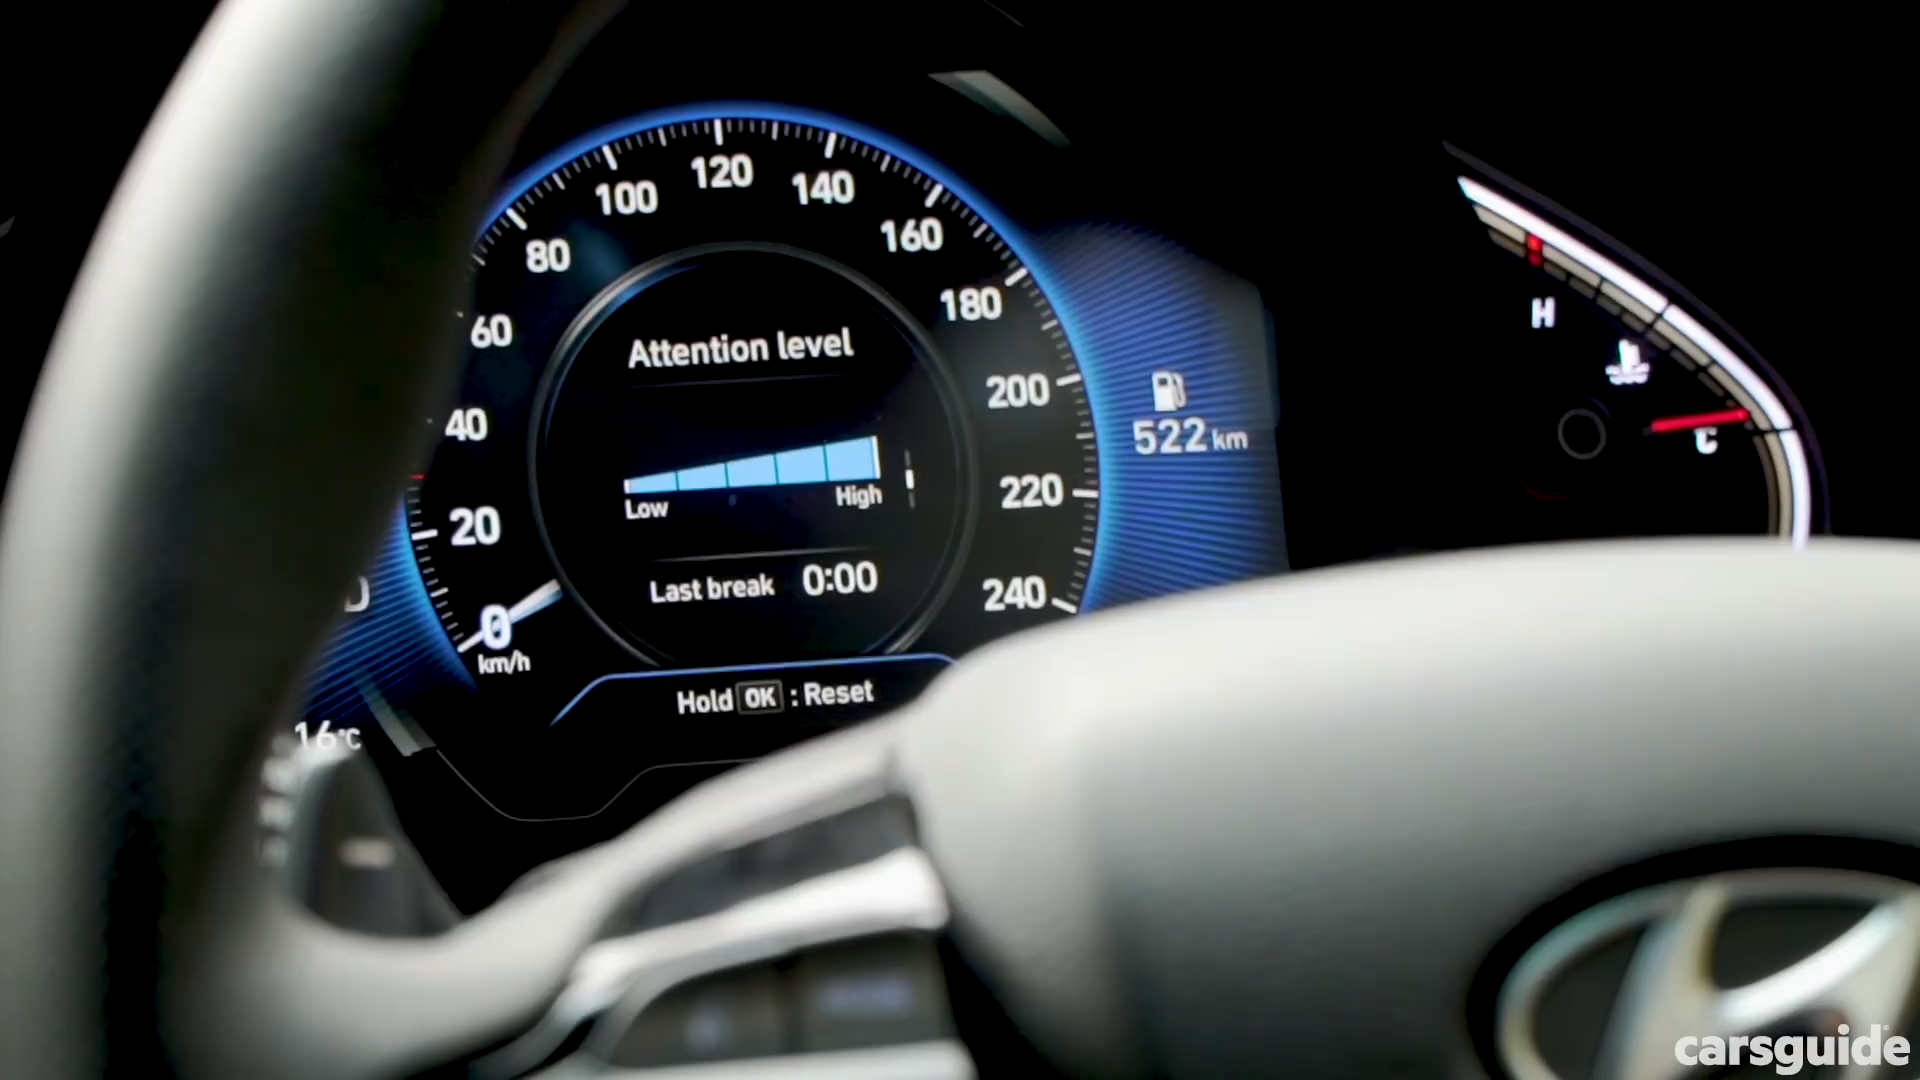 120
100
140
80
160
60
180
40
200
20
220
0
240
km/h
Attention level
Low
High
Last break 0:00
Hold OK : Reset
522 km
H
C
16°C
carsguide